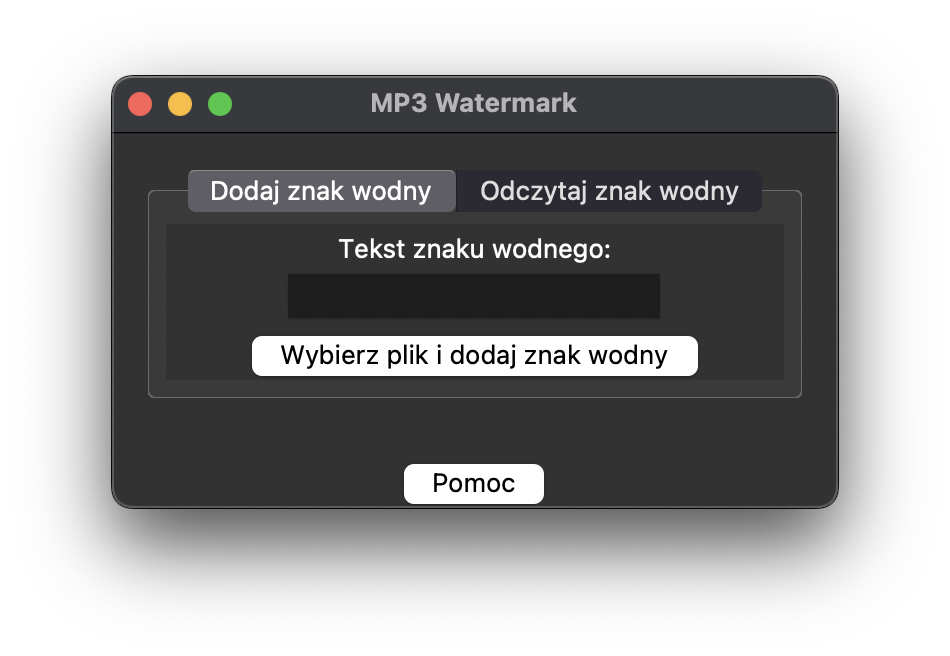 MP3 Watermark
Dodaj znak wodny Odczytaj znak wodny
Tekst znaku wodnego:
Wybierz plik i dodaj znak wodny
Pomoc